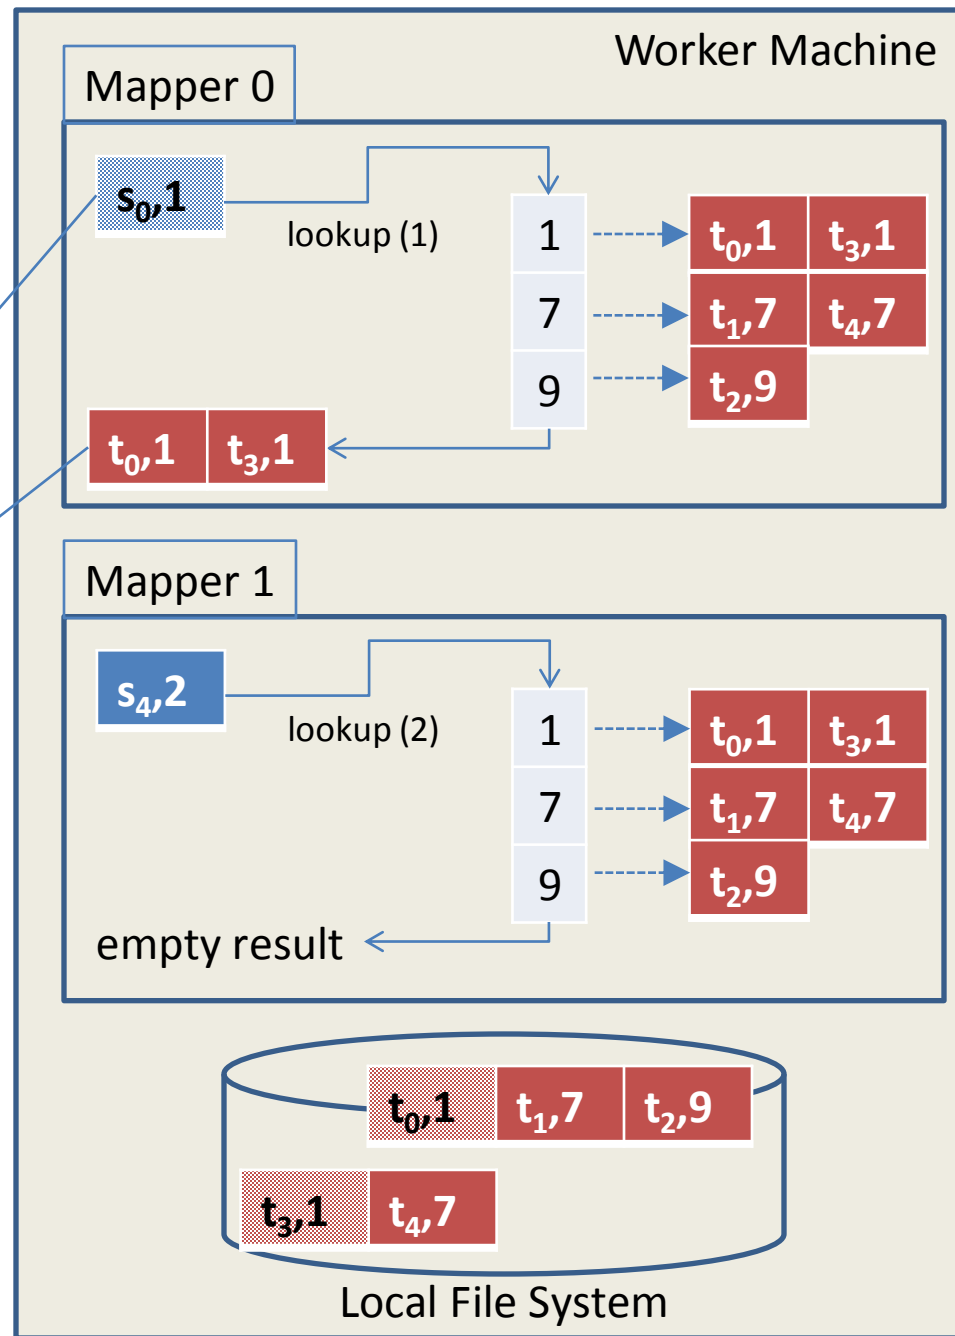 Worker Machine
Mapper 0
s₀,1
lookup (1)
1
t₀,1 t₃,1
7
t₁,7 t₄,7
9
t₂,9
t₀,1 t₃,1
Mapper 1
s₄,2
lookup (2)
1
t₀,1 t₃,1
7
t₁,7 t₄,7
9
t₂,9
empty result
t₀,1 t₁,7 t₂,9
t₃,1 t₄,7
Local File System